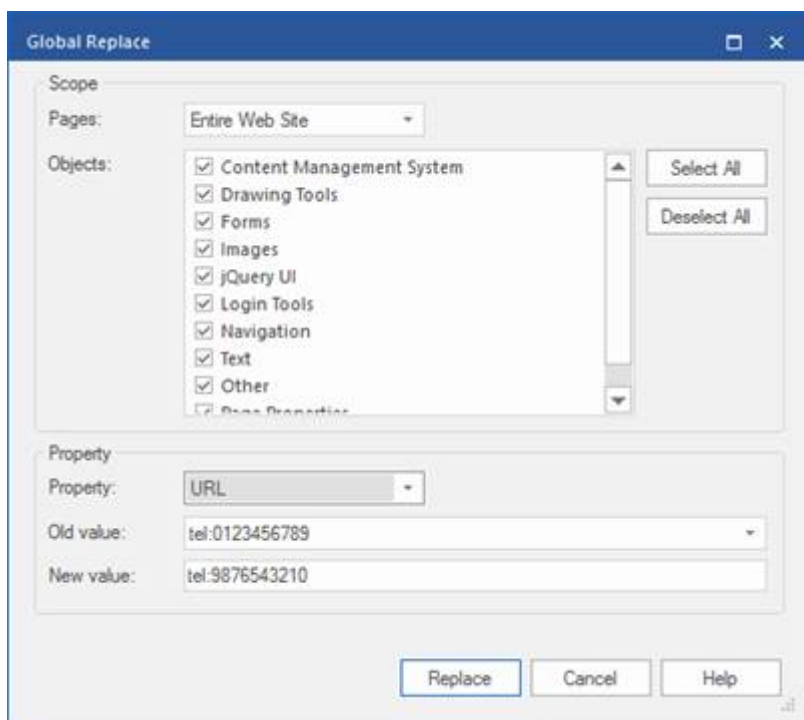 Global Replace
Scope
Pages: Entire Web Site
Objects:
Content Management System
Drawing Tools
Forms
Images
jQuery UI
Login Tools
Navigation
Text
Other
Page Properties
Select All
Deselect All
Property
Property: URL
Old value: tel:0123456789
New value: tel:9876543210
Replace Cancel Help